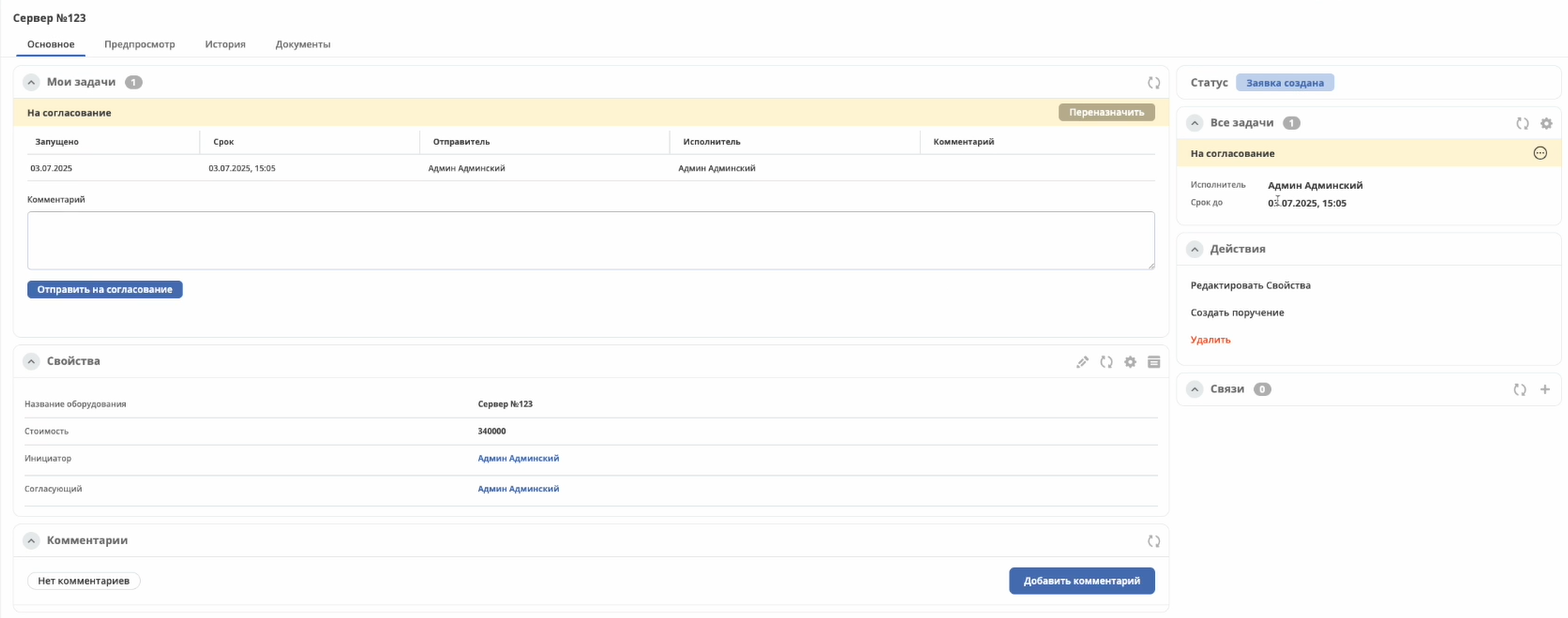 Сервер №123
Основное Предпросмотр История Документы
Мои задачи 1
На согласование Переназначить
Запущено Срок Отправитель Исполнитель Комментарий
03.07.2025 03.07.2025, 15:05 Админ Админский Админ Админский
Комментарий
Отправить на согласование
Свойства
Название оборудования Сервер №123
Стоимость 340000
Инициатор Админ Админский
Согласующий Админ Админский
Комментарии
Нет комментариев Добавить комментарий
Статус Заявка создана
Все задачи 1
На согласование
Исполнитель Админ Админский
Срок до 03.07.2025, 15:05
Действия
Редактировать Свойства
Создать поручение
Удалить
Связи 0